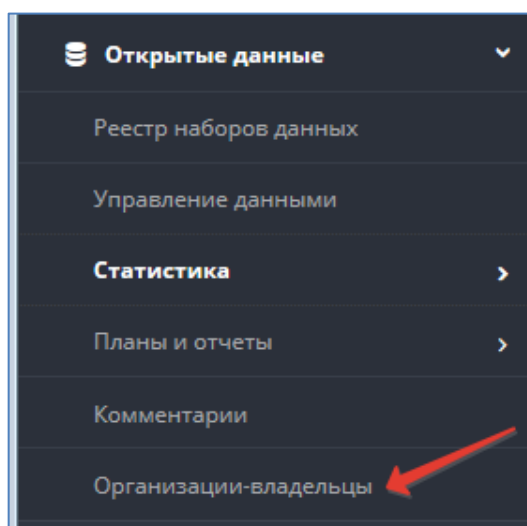 Открытые данные
Реестр наборов данных
Управление данными
Статистика
Планы и отчеты
Комментарии
Организации-владельцы